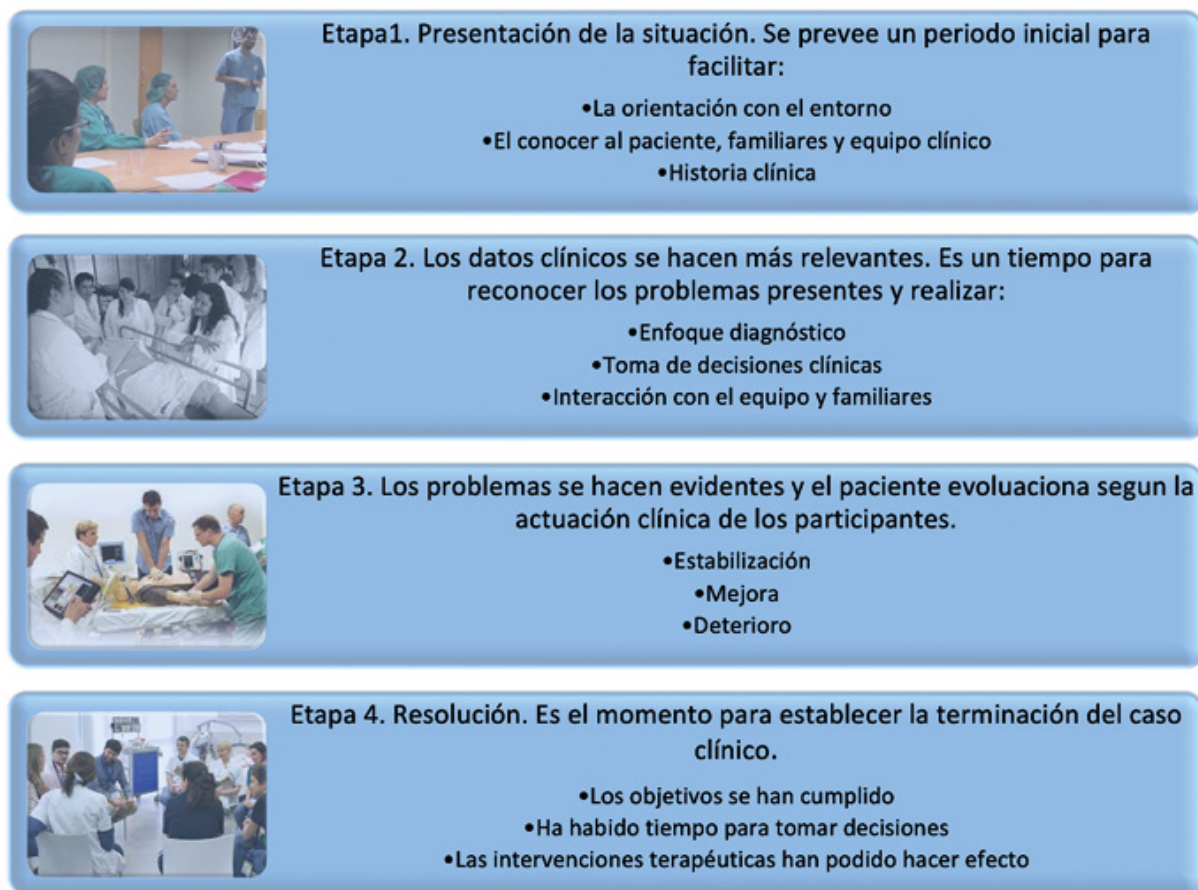 Etapa1. Presentación de la situación. Se prevee un periodo inicial para
facilitar:
•La orientación con el entorno
•El conocer al paciente, familiares y equipo clínico
•Historia clínica
Etapa 2. Los datos clínicos se hacen más relevantes. Es un tiempo para
reconocer los problemas presentes y realizar:
•Enfoque diagnóstico
•Toma de decisiones clínicas
•Interacción con el equipo y familiares
Etapa 3. Los problemas se hacen evidentes y el paciente evoluaciona segun la
actuación clínica de los participantes.
•Estabilización
•Mejora
•Deterioro
Etapa 4. Resolución. Es el momento para establecer la terminación del caso
clínico.
•Los objetivos se han cumplido
•Ha habido tiempo para tomar decisiones
•Las intervenciones terapéuticas han podido hacer efecto